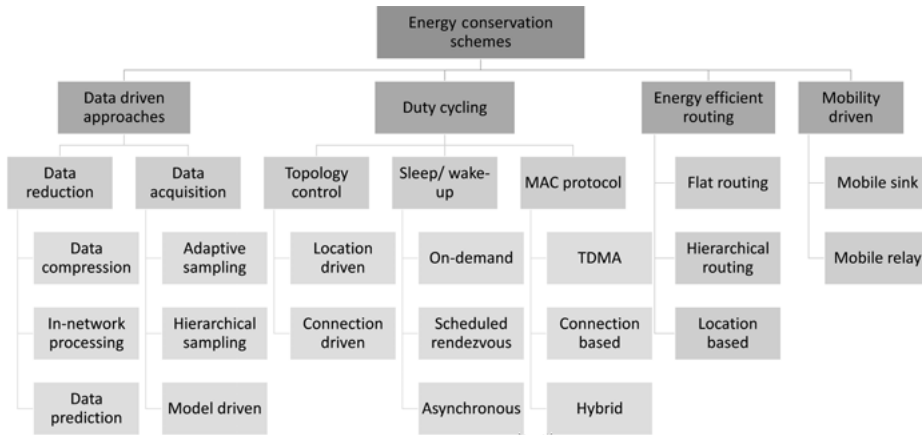 Energy conservation
schemes
Data driven
approaches
Duty cycling
Energy efficient
routing
Mobility
driven
Data
reduction
Data
acquisition
Topology
control
Sleep/ wake-
up
MAC protocol
Flat routing
Mobile sink
Data
compression
Adaptive
sampling
Location
driven
On-demand
TDMA
Hierarchical
routing
Mobile relay
In-network
processing
Hierarchical
sampling
Connection
driven
Scheduled
rendezvous
Connection
based
Location
based
Data
prediction
Model driven
Asynchronous
Hybrid